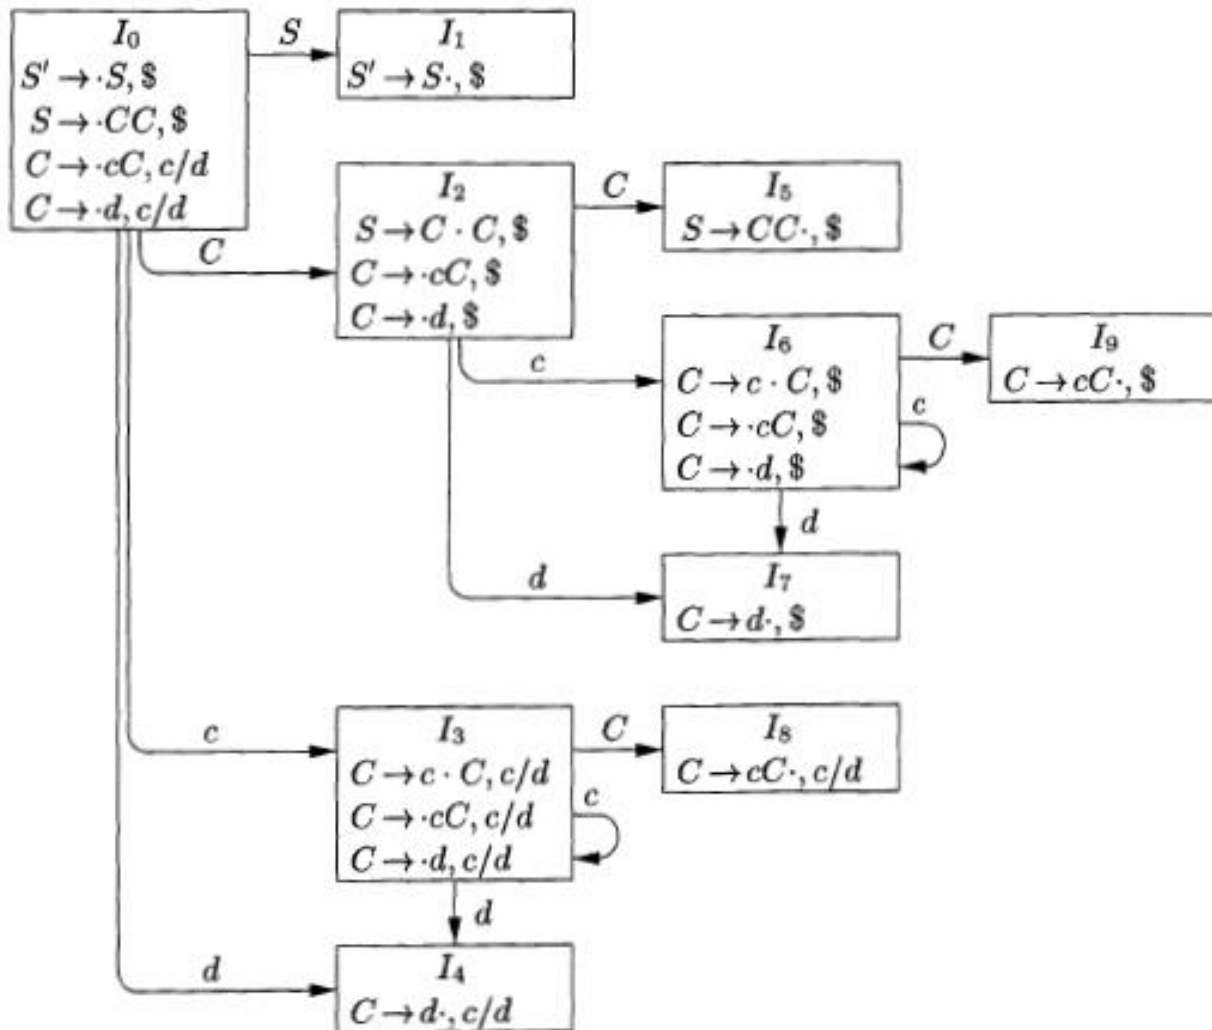 I₀
S' → ·S, $
S → ·CC, $
C → ·cC, c/d
C → ·d, c/d
S
I₁
S' → S·, $
C
I₂
S → C · C, $
C → ·cC, $
C → ·d, $
C
I₅
S → CC·, $
c
I₆
C → c · C, $
C → ·cC, $
C → ·d, $
C
I₉
C → cC·, $
c
d
d
I₇
C → d·, $
c
I₃
C → c · C, c/d
C → ·cC, c/d
C → ·d, c/d
C
I₈
C → cC·, c/d
c
d
d
I₄
C → d·, c/d